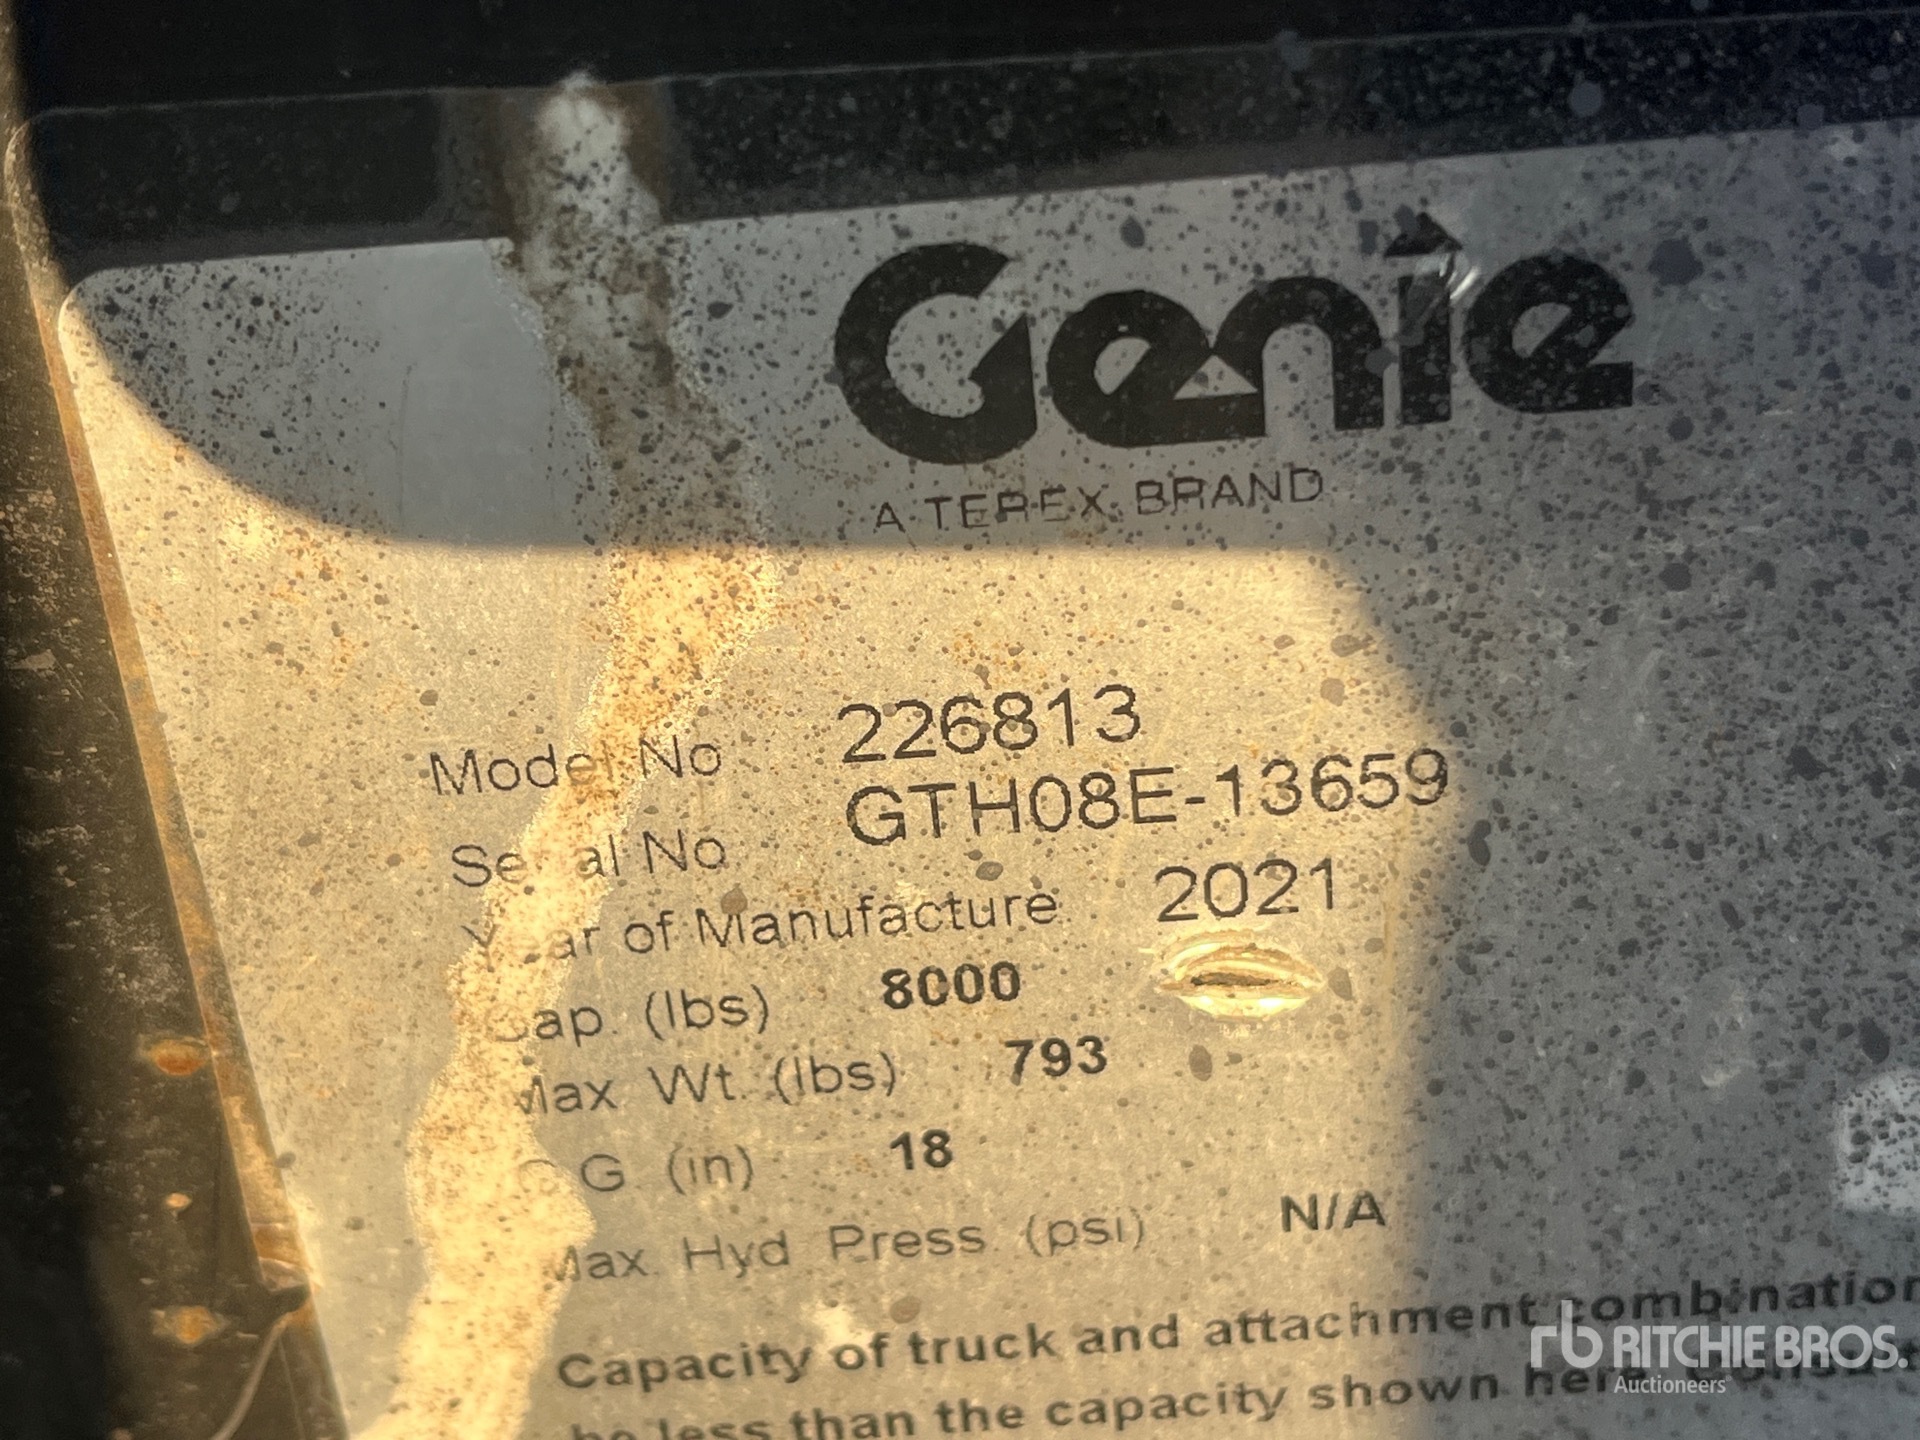 Genie
A TEREX BRAND
Model No 226813
Serial No GTH08E-13659
Year of Manufacture 2021
Cap. (lbs) 8000
Max Wt. (lbs) 793
C G (in) 18
Max. Hyd Press (psi) N/A
Capacity of truck and attachment combination
be less than the capacity shown here
rb RITCHIE BROS.
Auctioneers